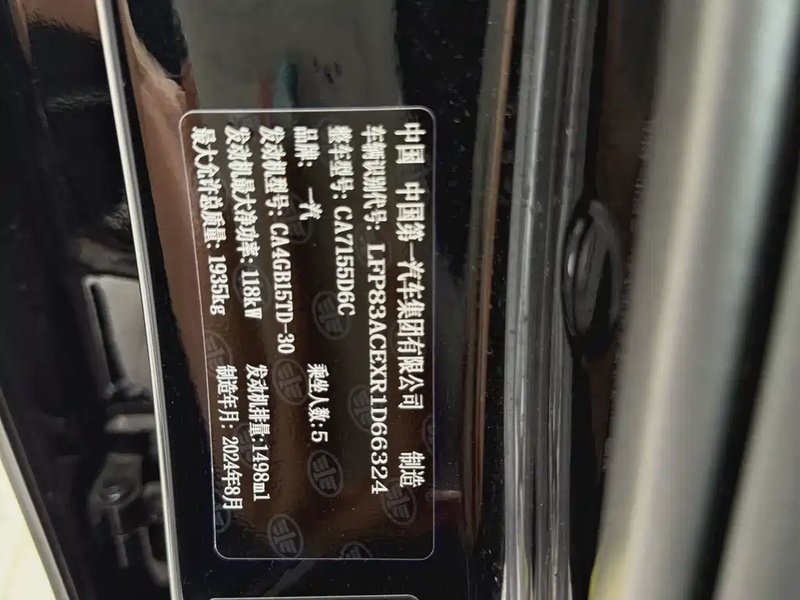 中国 中国第一汽车集团有限公司 制造
车辆识别代号: LFP83ACEXR1D66324
整车型号: CA7155D6C
品牌: 一汽 乘坐人数:5
发动机型号: CA4GB15TD-30
发动机最大净功率: 118kW 发动机排量:1498ml
最大允许总质量: 1935kg 制造年月: 2024年8月